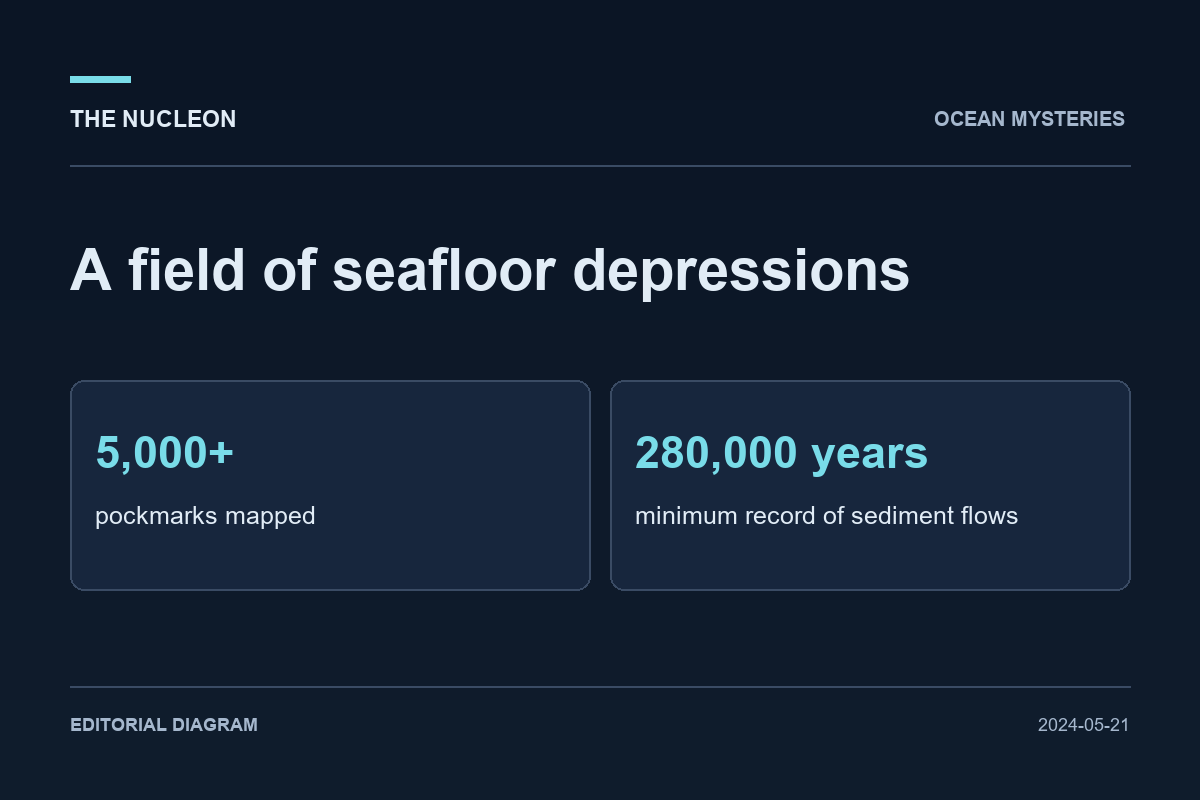 THE NUCLEON
OCEAN MYSTERIES
A field of seafloor depressions
5,000+
pockmarks mapped
280,000 years
minimum record of sediment flows
EDITORIAL DIAGRAM
2024-05-21